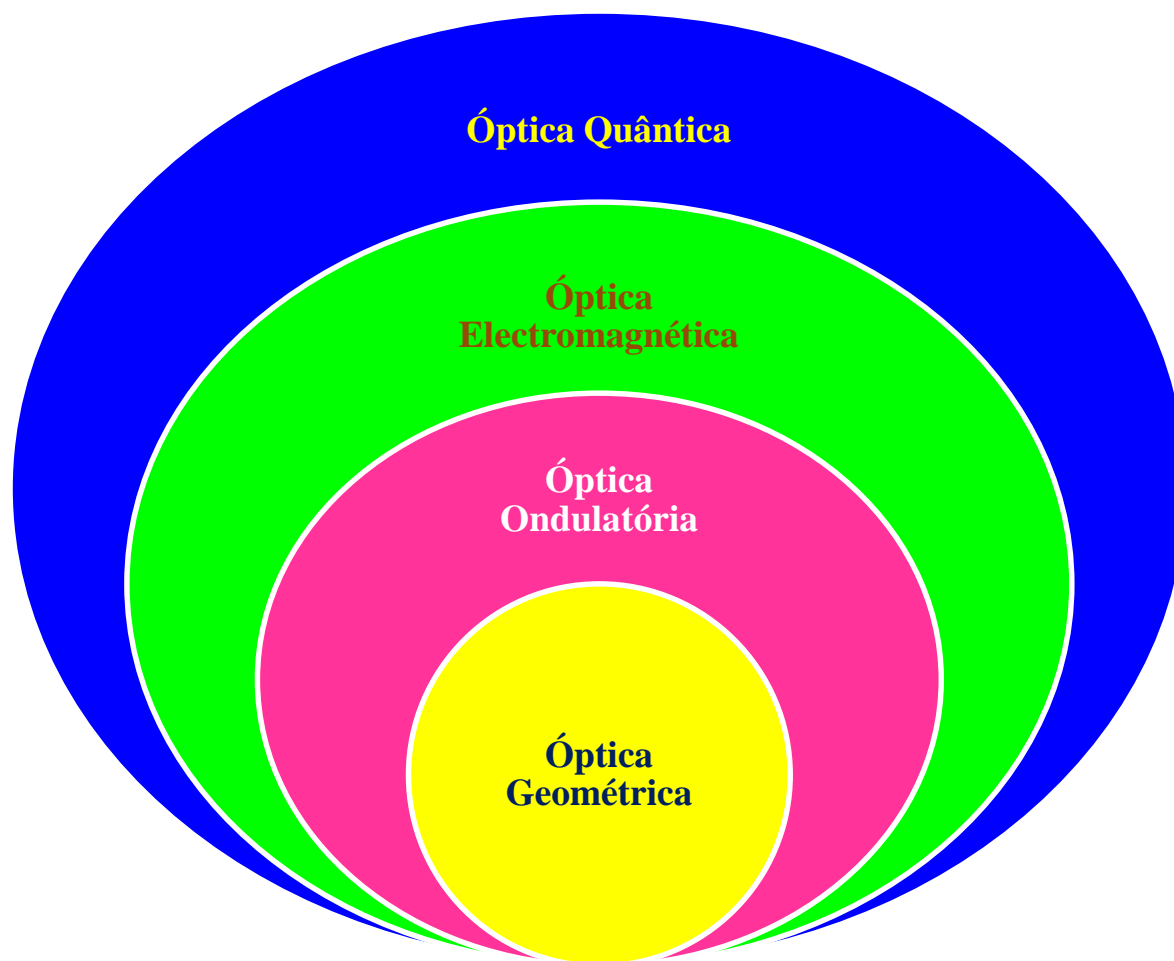 Óptica Quântica
Óptica
Electromagnética
Óptica
Ondulatória
Óptica
Geométrica